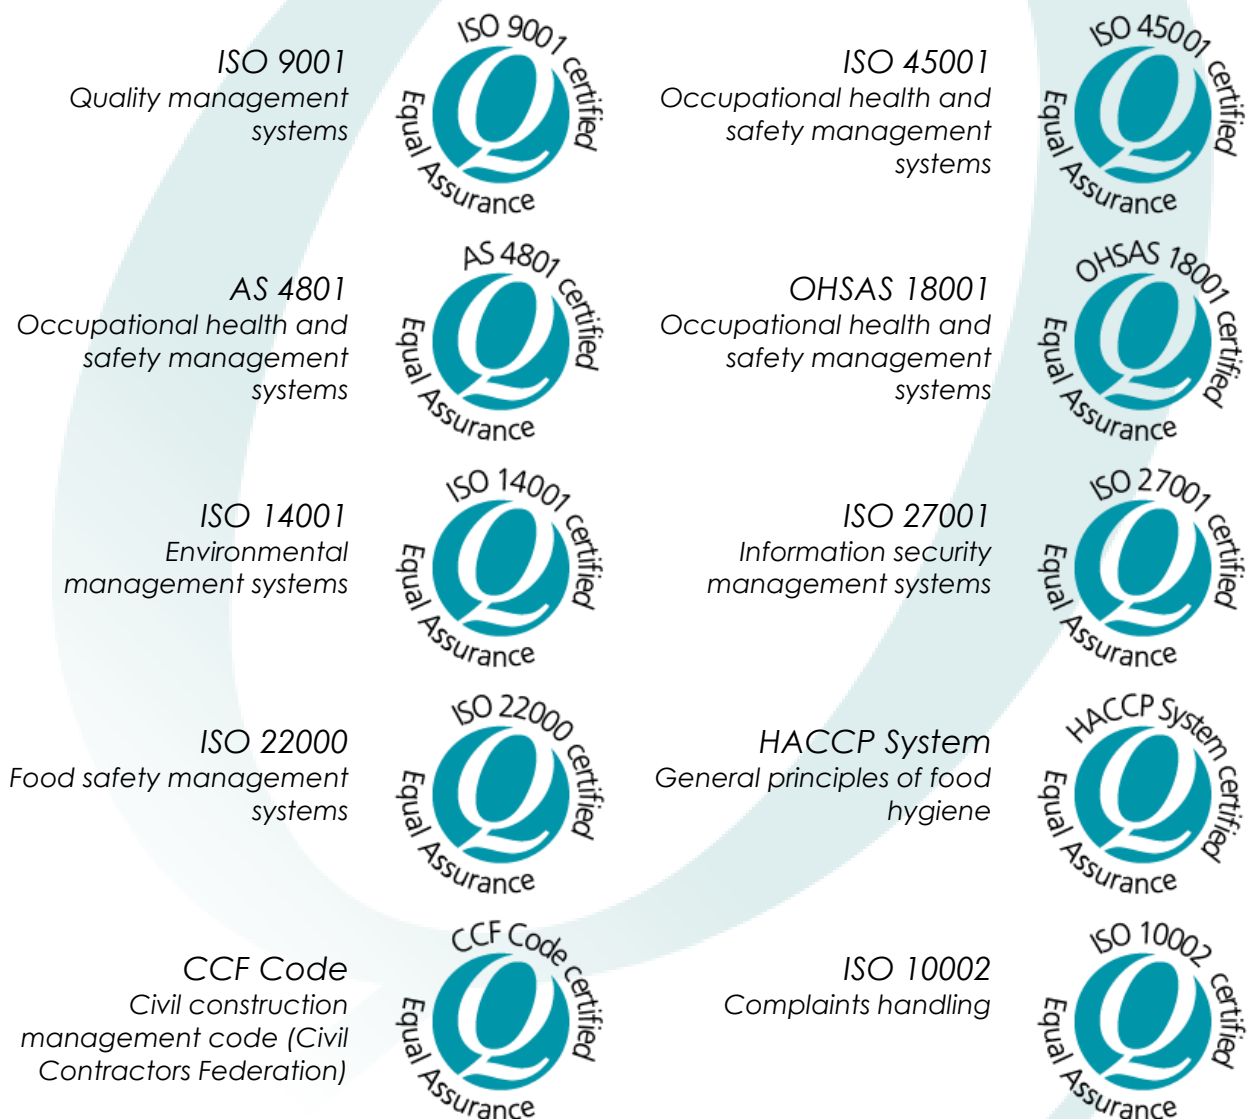 ISO 9001
Quality management
systems
ISO 9001 certified
Equal Assurance
ISO 45001
Occupational health and
safety management
systems
ISO 45001 certified
Equal Assurance
AS 4801
Occupational health and
safety management
systems
AS 4801 certified
Equal Assurance
OHSAS 18001
Occupational health and
safety management
systems
OHSAS 18001 certified
Equal Assurance
ISO 14001
Environmental
management systems
ISO 14001 certified
Equal Assurance
ISO 27001
Information security
management systems
ISO 27001 certified
Equal Assurance
ISO 22000
Food safety management
systems
ISO 22000 certified
Equal Assurance
HACCP System
General principles of food
hygiene
HACCP System certified
Equal Assurance
CCF Code
Civil construction
management code (Civil
Contractors Federation)
CCF Code certified
Equal Assurance
ISO 10002
Complaints handling
ISO 10002 certified
Equal Assurance